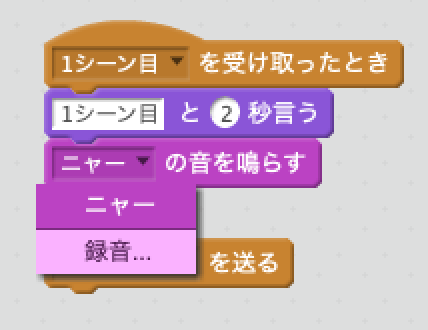 1シーン目 を受け取ったとき
1シーン目 と 2 秒言う
ニャー の音を鳴らす
ニャー
録音...
を送る